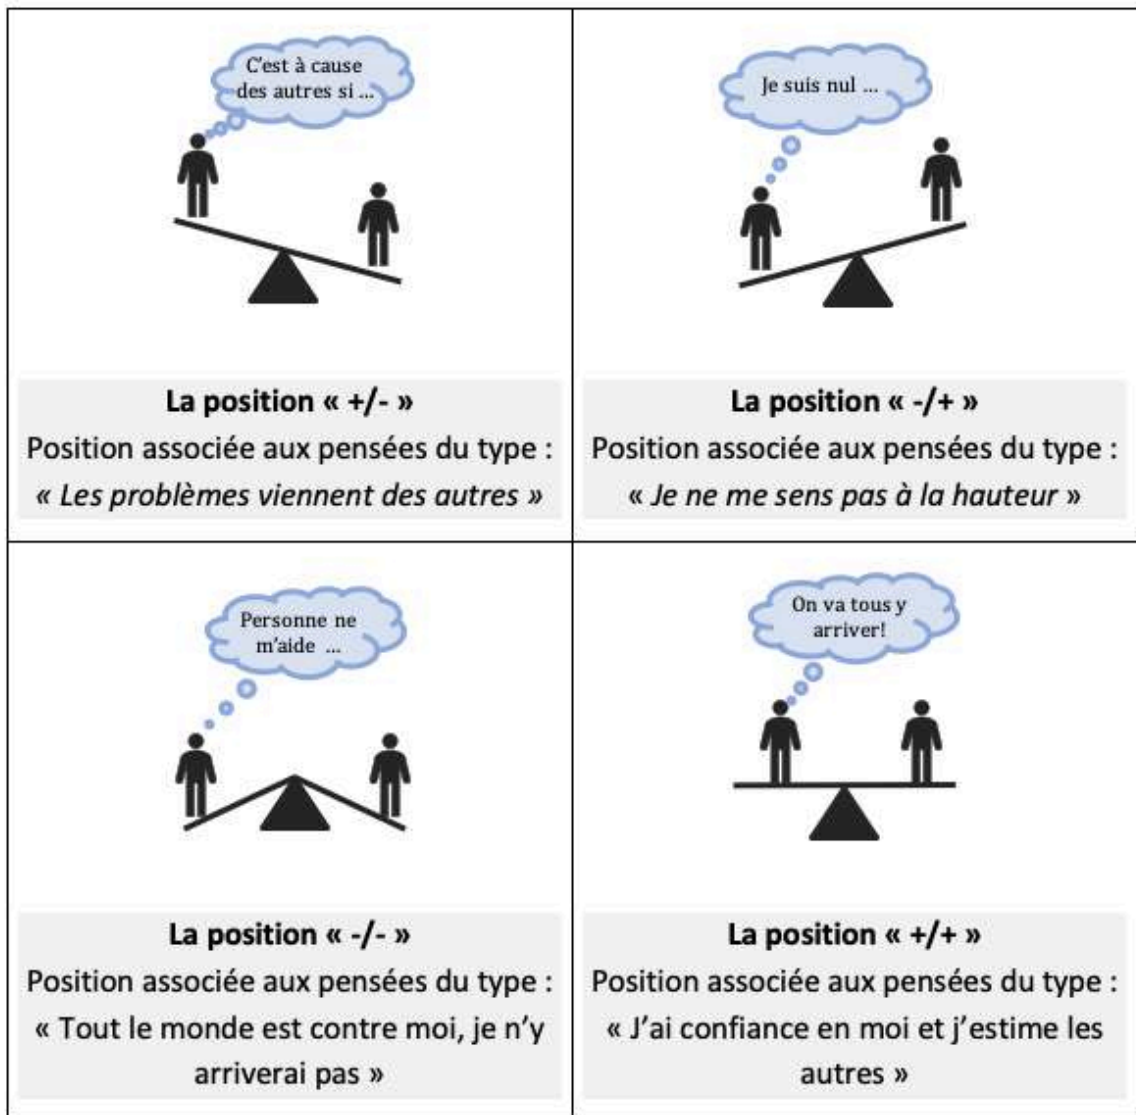 C'est à cause
des autres si ...
La position « +/- »
Position associée aux pensées du type :
« Les problèmes viennent des autres »
Je suis nul ...
La position « -/+ »
Position associée aux pensées du type :
« Je ne me sens pas à la hauteur »
Personne ne
m'aide ...
La position « -/- »
Position associée aux pensées du type :
« Tout le monde est contre moi, je n'y
arriverai pas »
On va tous y
arriver!
La position « +/+ »
Position associée aux pensées du type :
« J'ai confiance en moi et j'estime les
autres »